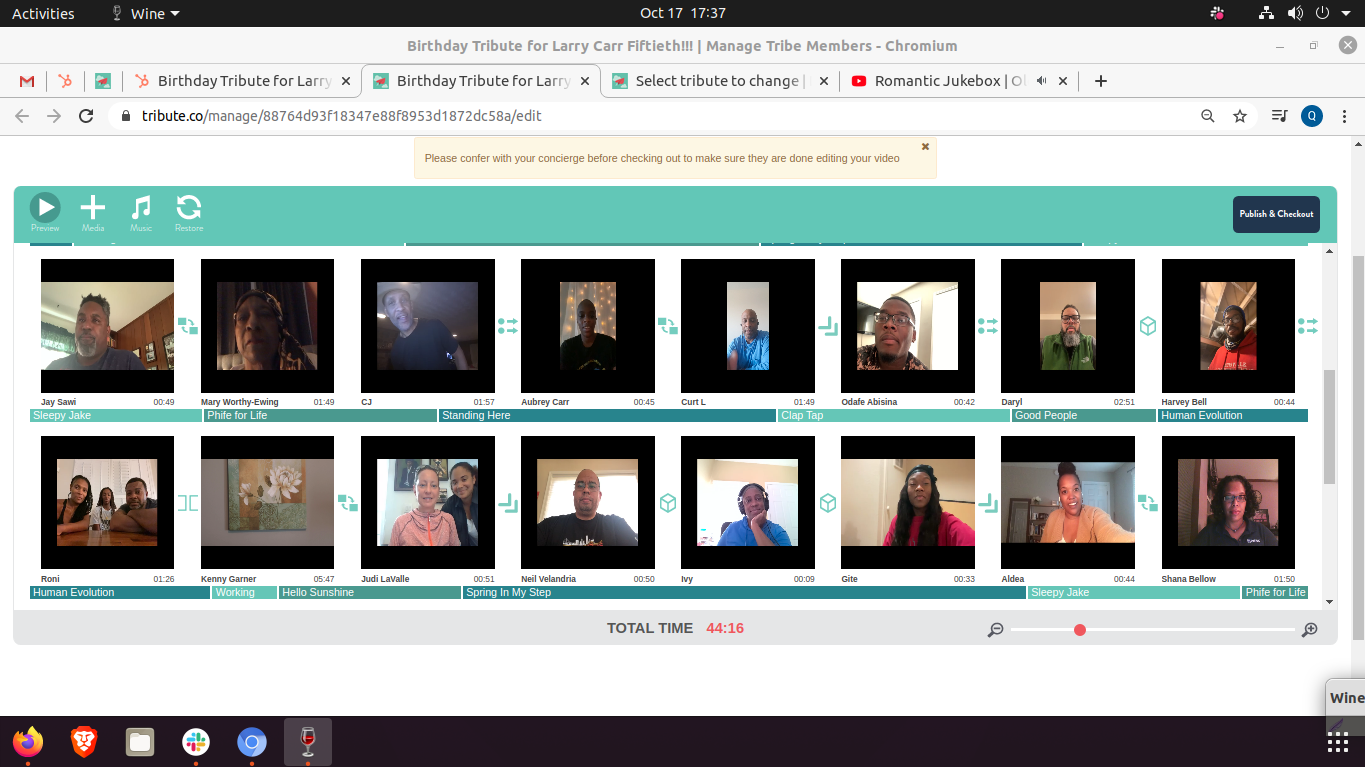 Activities
Wine
Oct 17 17:37
Birthday Tribute for Larry Carr Fiftieth!!! | Manage Tribe Members - Chromium
Birthday Tribute for Larry
Birthday Tribute for Larry
Select tribute to change |
Romantic Jukebox | Ol
tribute.co/manage/88764d93f18347e88f8953d1872dc58a/edit
Q
Please confer with your concierge before checking out to make sure they are done editing your video
Preview
Media
Music
Restore
Publish & Checkout
Jay Sawi 00:49
Mary Worthy-Ewing 01:49
CJ 01:57
Aubrey Carr 00:45
Curt L 01:49
Odafe Abisina 00:42
Daryl 02:51
Harvey Bell 00:44
Sleepy Jake
Phife for Life
Standing Here
Clap Tap
Good People
Human Evolution
Roni 01:26
Kenny Garner 05:47
Judi LaValle 00:51
Neil Velandria 00:50
Ivy 00:09
Gite 00:33
Aldea 00:44
Shana Bellow 01:50
Human Evolution
Working
Hello Sunshine
Spring In My Step
Sleepy Jake
Phife for Life
TOTAL TIME 44:16
Wine